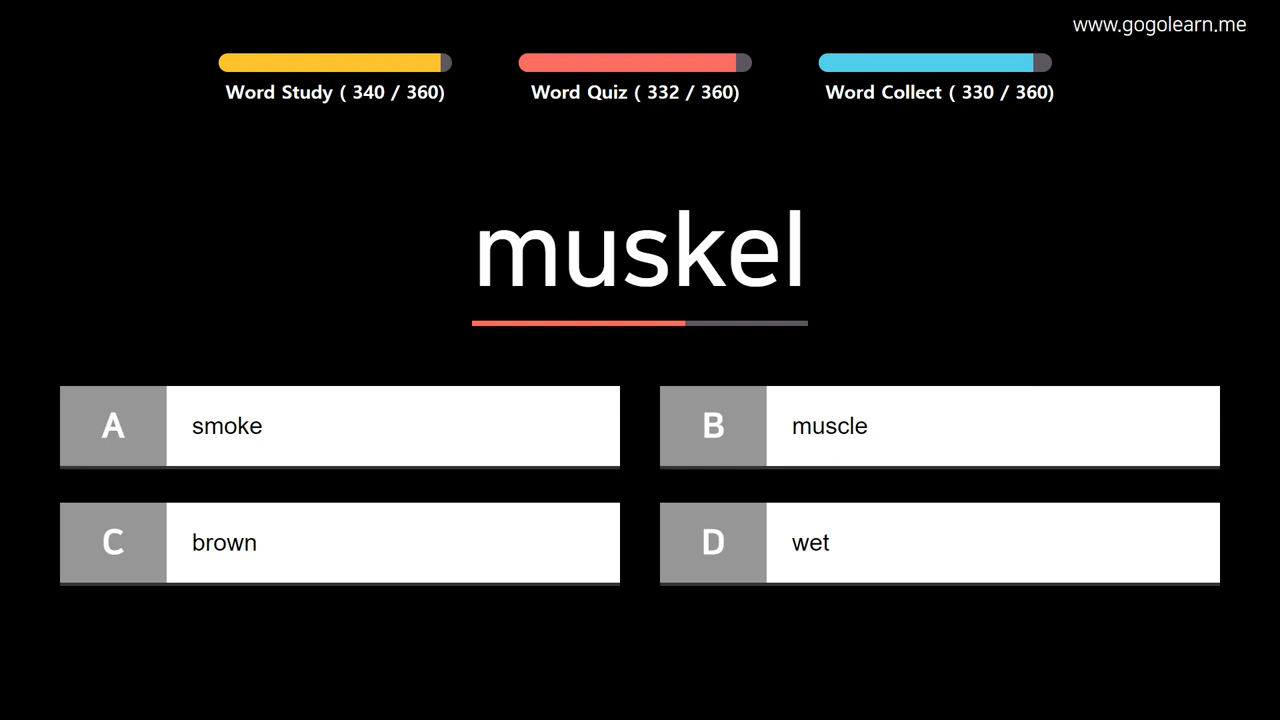 www.gogolearn.me
Word Study ( 340 / 360)
Word Quiz ( 332 / 360)
Word Collect ( 330 / 360)
muskel
A smoke
B muscle
C brown
D wet